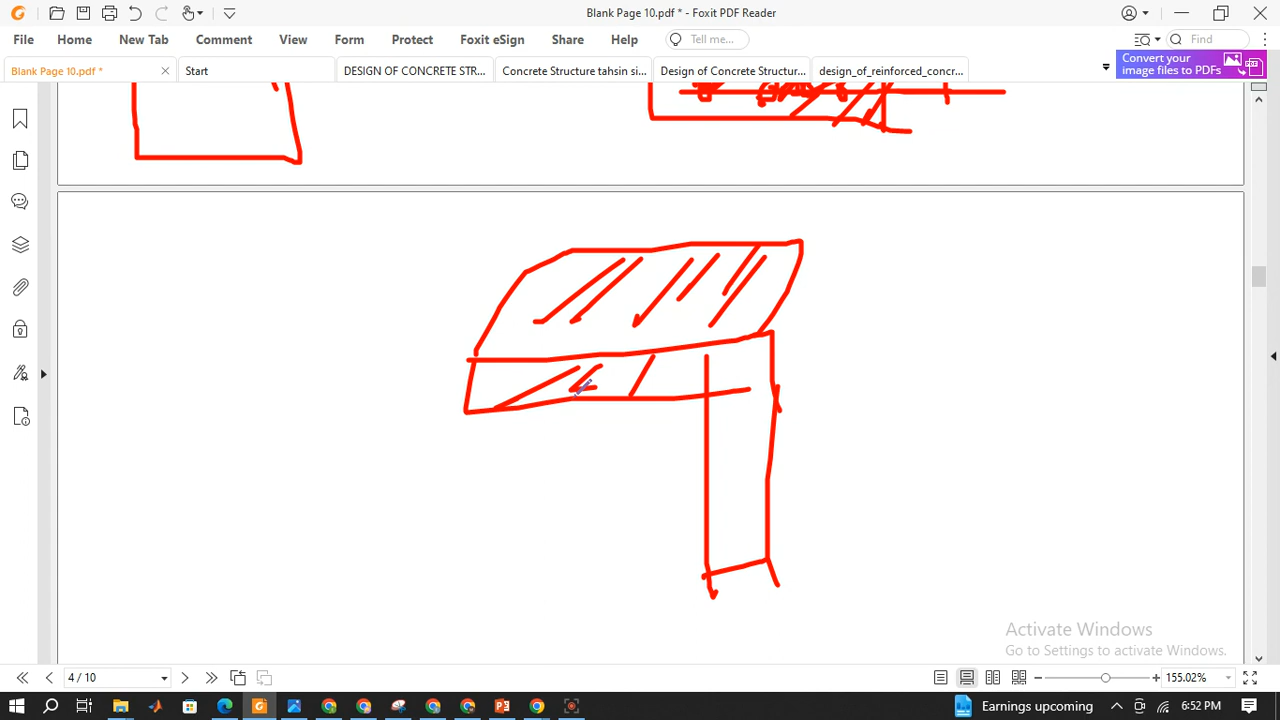 Blank Page 10.pdf * - Foxit PDF Reader
File Home New Tab Comment View Form Protect Foxit eSign Share Help Tell me... Find
Blank Page 10.pdf * Start DESIGN OF CONCRETE STR... Concrete Structure tahsin si... Design of Concrete Structur... design_of_reinforced_concr...
Convert your
image files to PDFs
Activate Windows
Go to Settings to activate Windows.
4 / 10 155.02%
Earnings upcoming 6:52 PM